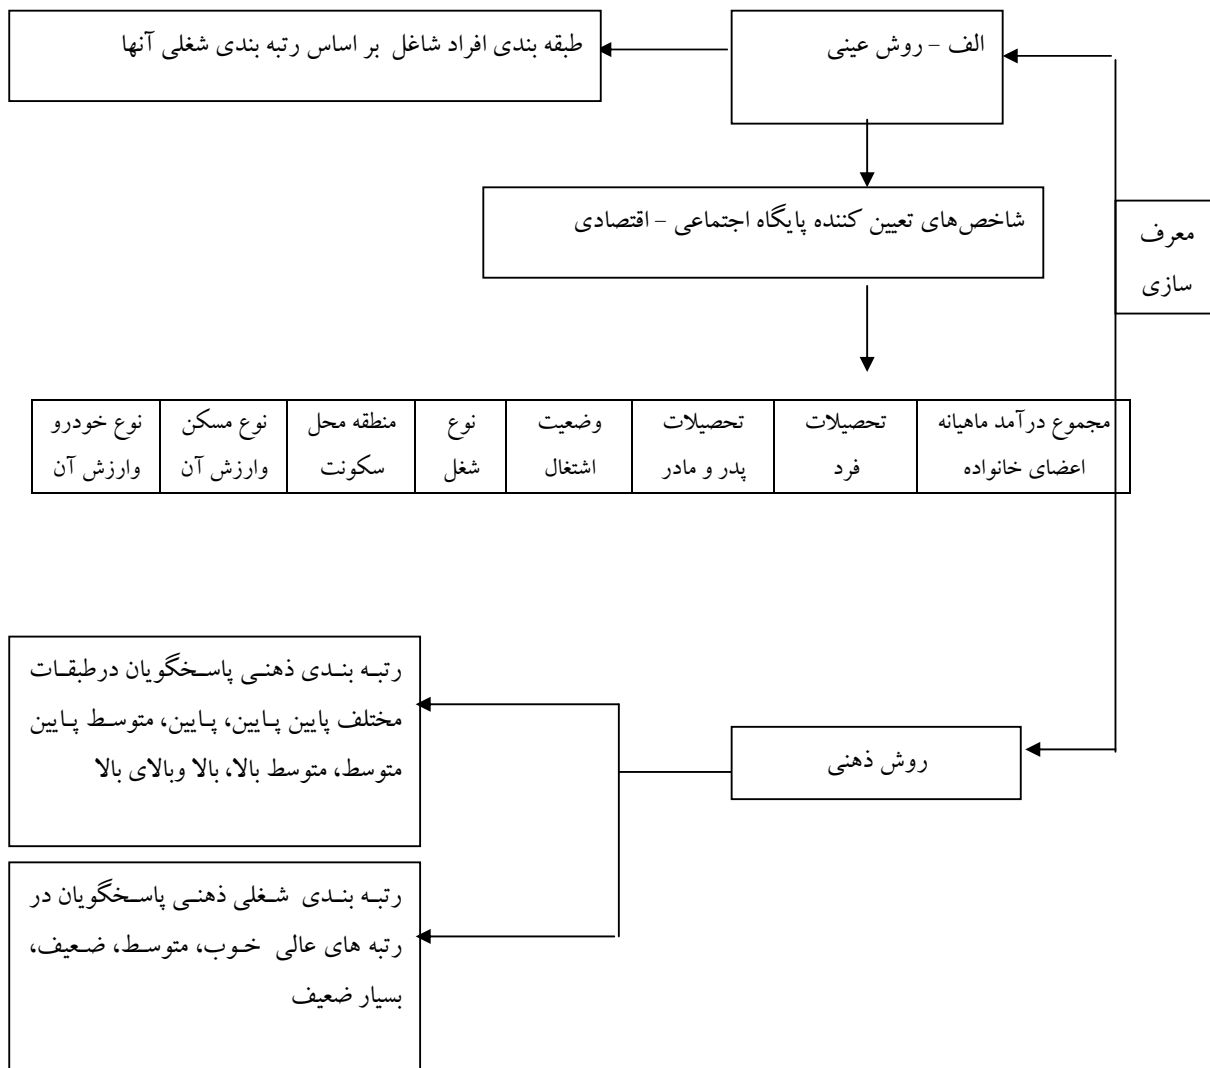 الف – روش عینی
طبقه بندی افراد شاغل بر اساس رتبه بندی شغلی آنها
شاخص‌های تعیین کننده پایگاه اجتماعی – اقتصادی
معرف
سازی
مجموع درآمد ماهیانه
اعضای خانواده
تحصیلات
فرد
تحصیلات
پدر و مادر
وضعیت
اشتغال
نوع
شغل
منطقه محل
سکونت
نوع مسکن
وارزش آن
نوع خودرو
وارزش آن
روش ذهنی
رتبه بندی ذهنی پاسخگویان درطبقات
مختلف پایین پایین، پایین، متوسط پایین
متوسط، متوسط بالا، بالا وبالای بالا
رتبه بندی شغلی ذهنی پاسخگویان در
رتبه های عالی خوب، متوسط، ضعیف،
بسیار ضعیف